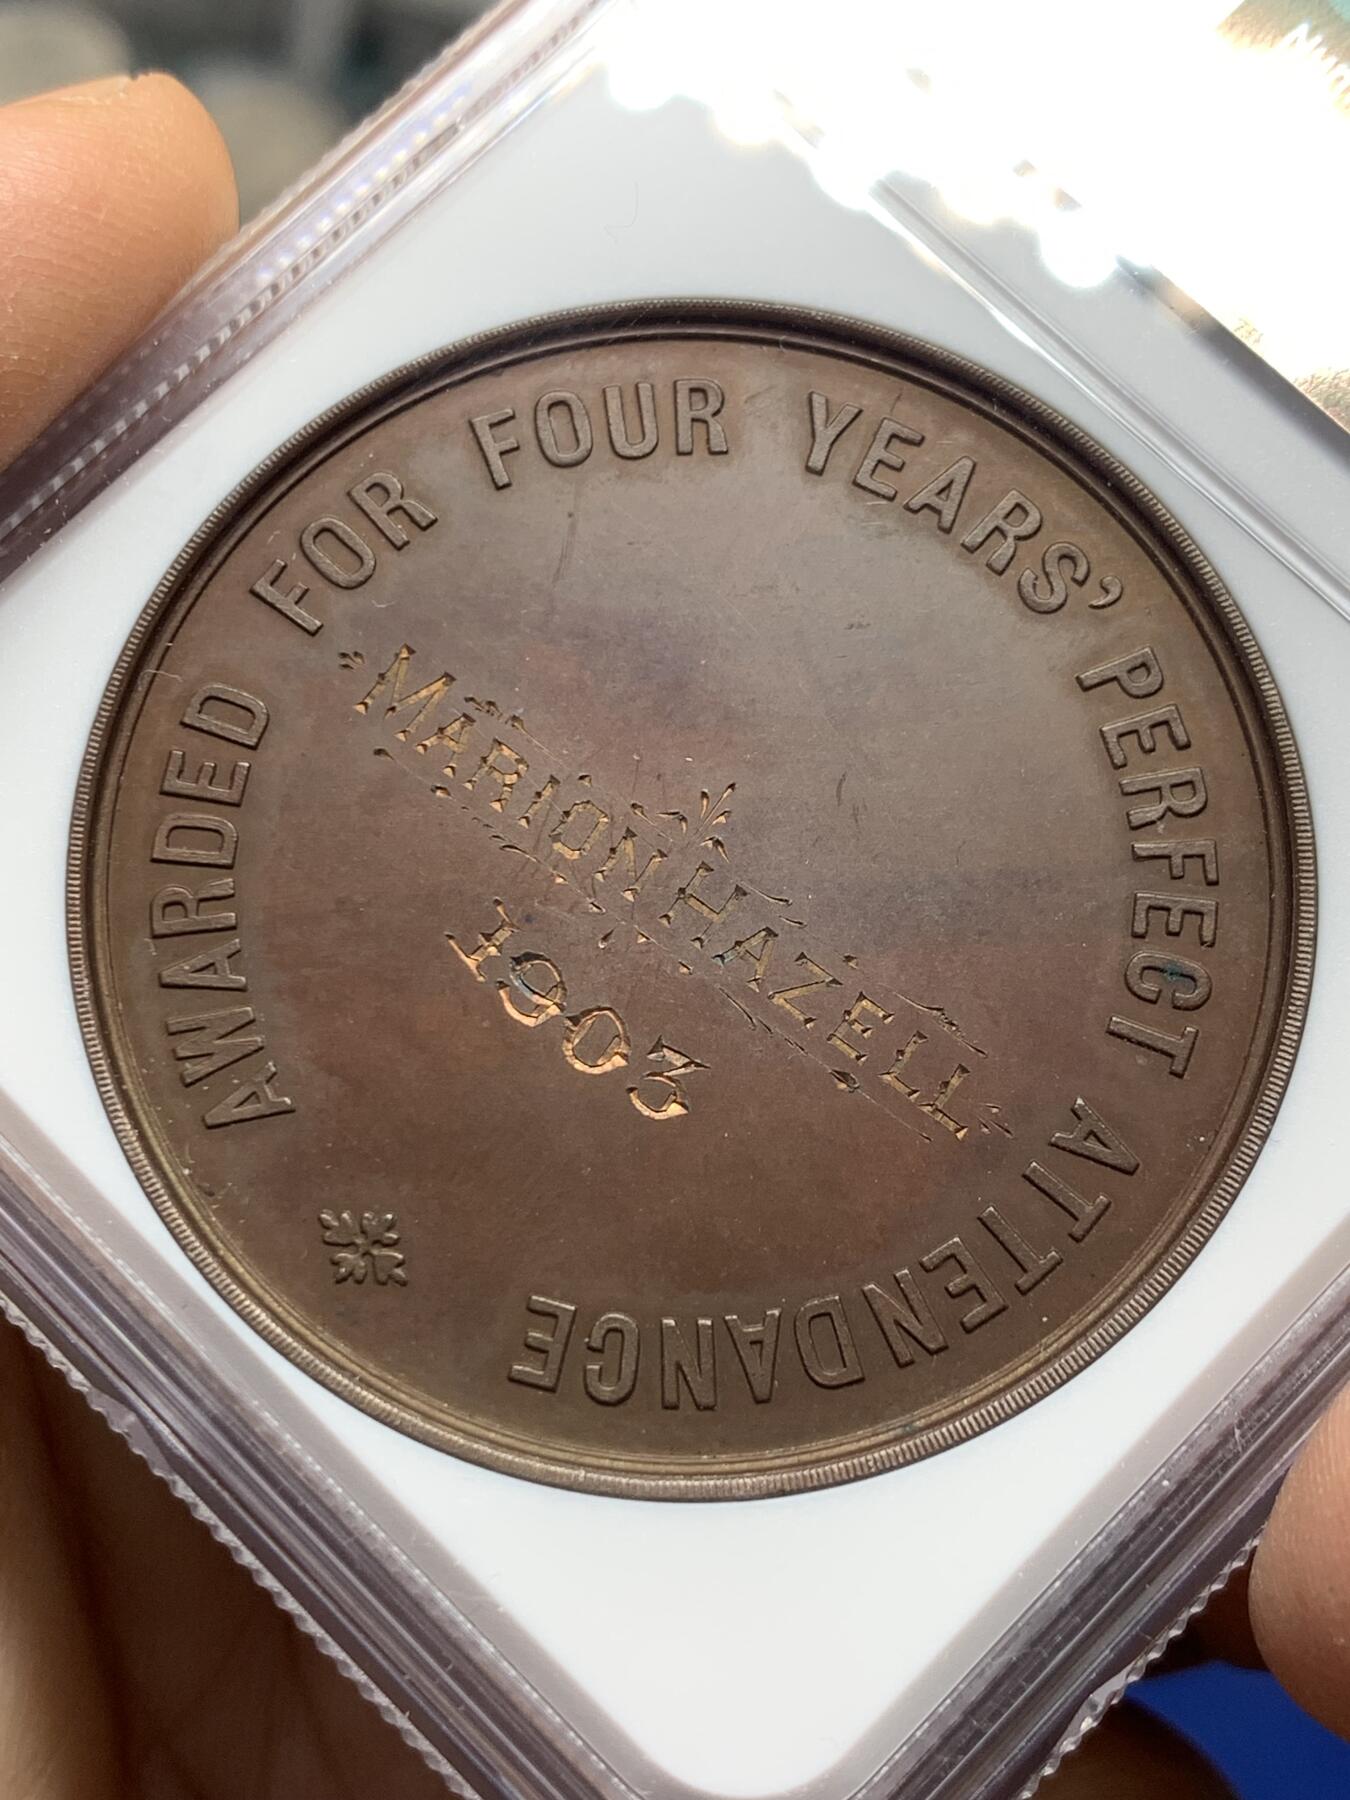 AWARDED FOR FOUR YEARS' PERFECT ATTENDANCE
MARION HAZELL
1903